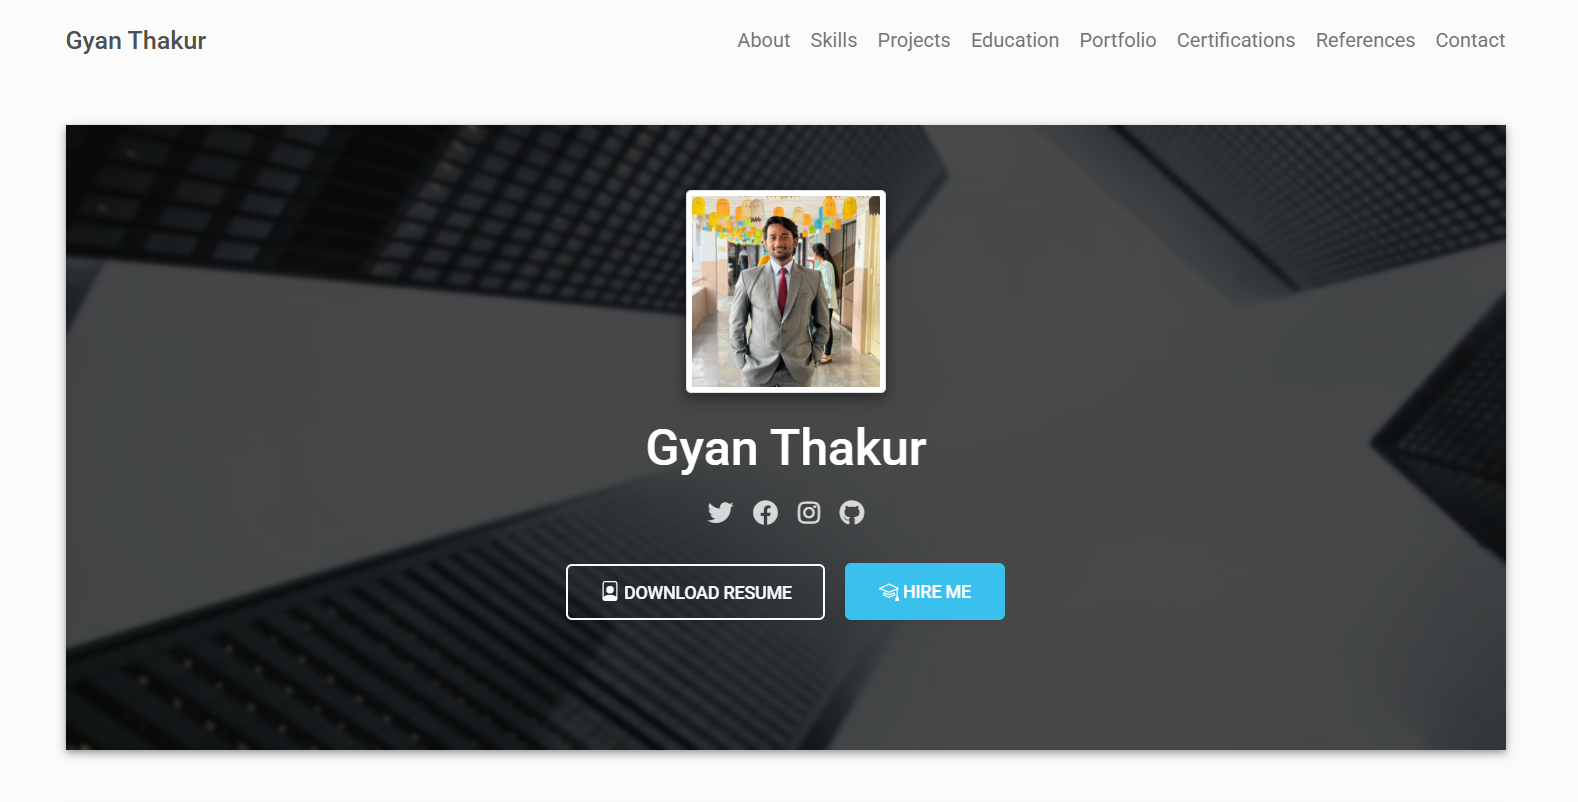 Gyan Thakur
About Skills Projects Education Portfolio Certifications References Contact
Gyan Thakur
DOWNLOAD RESUME
HIRE ME